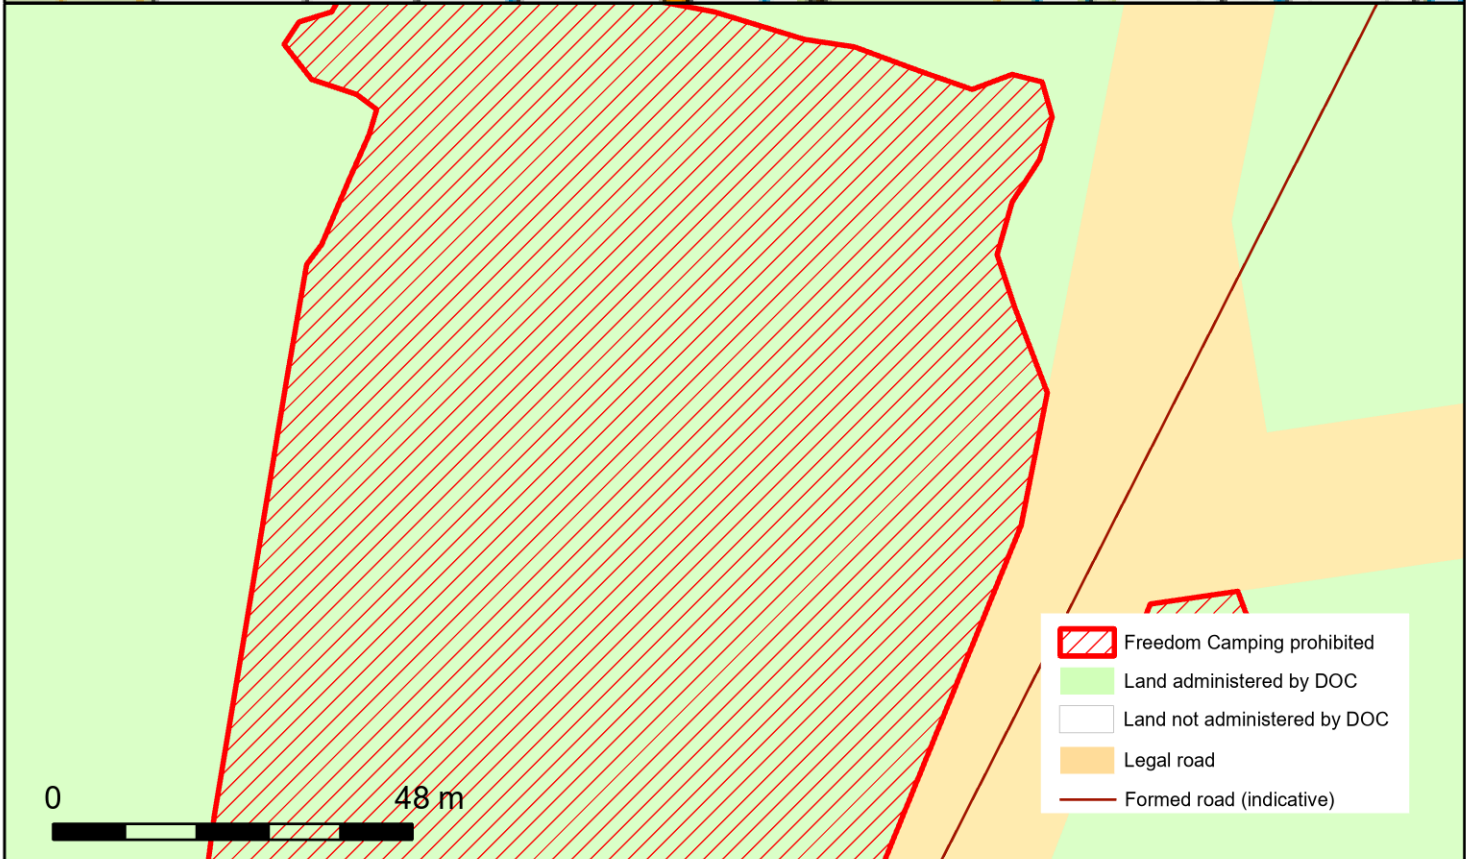 Freedom Camping prohibited
Land administered by DOC
Land not administered by DOC
Legal road
Formed road (indicative)
0 48 m